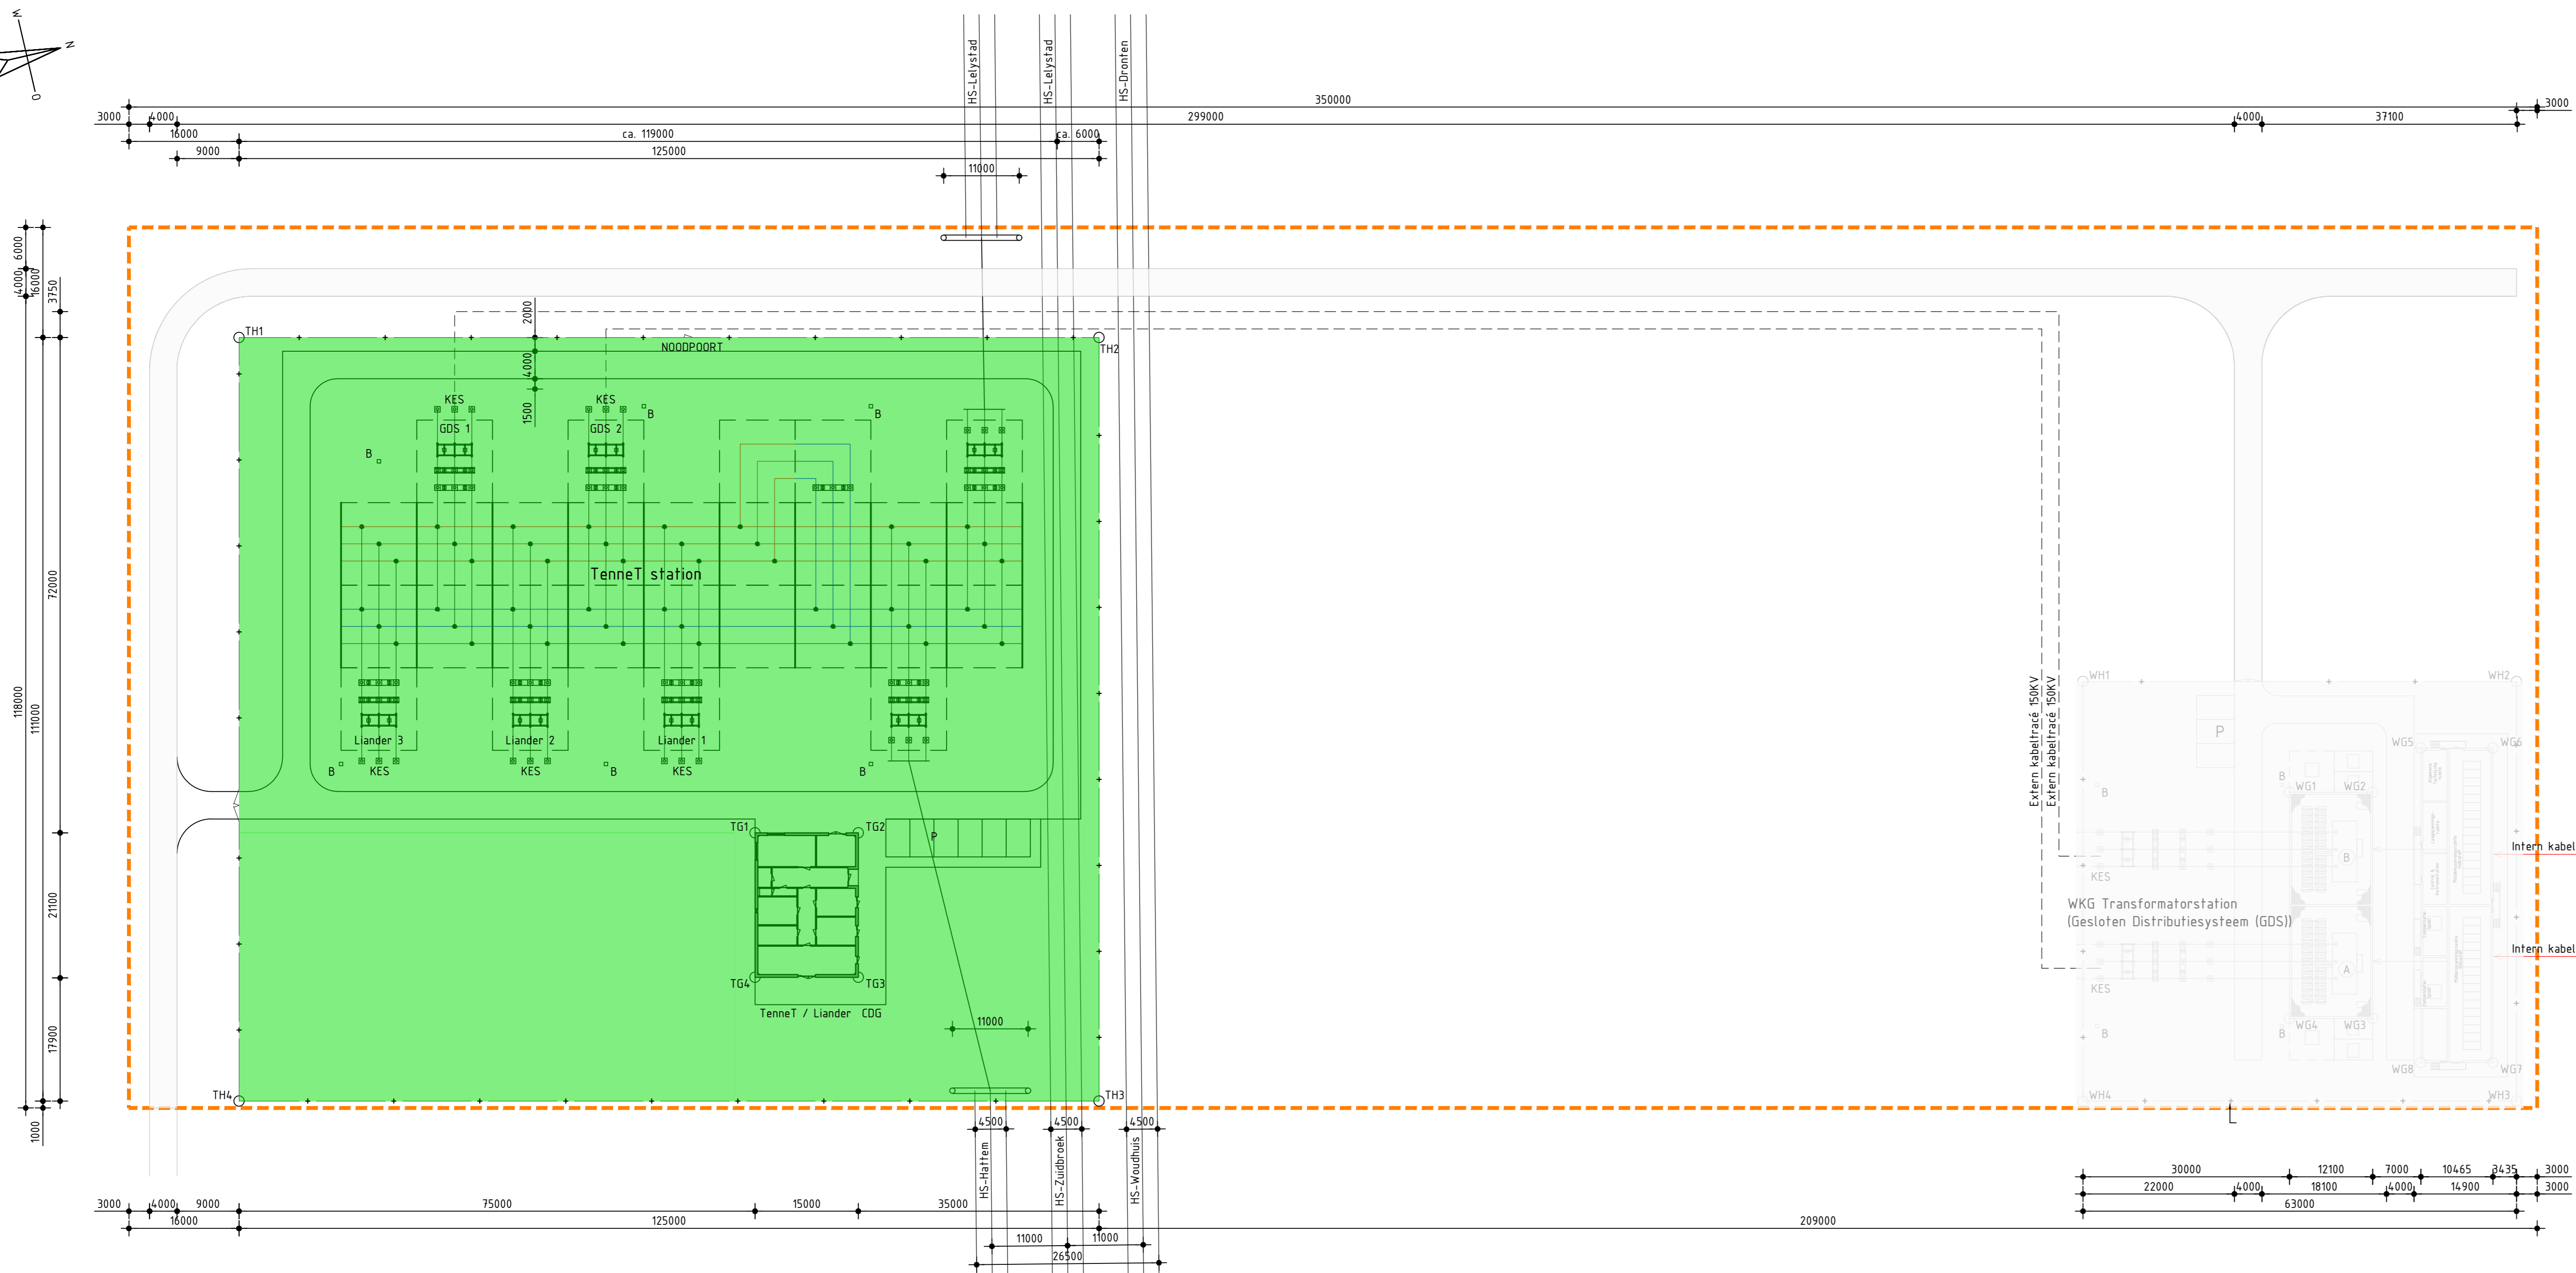 W
N
O
HS-Lelystad
HS-Lelystad
HS-Dronten
350000
3000
4000
299000
4000
37100
3000
16000
ca. 119000
ca. 6000
9000
125000
11000
6000
4000
16000
3750
118000
111000
72000
21100
17900
1000
2000
4000
1500
TH1
NOODPOORT
TH2
KES
GDS 1
KES
GDS 2
B
B
B
TenneT station
Liander 3
Liander 2
Liander 1
KES
KES
KES
B
B
B
TG1
TG2
P
TG4
TG3
TenneT / Liander CDG
11000
TH4
TH3
Extern kabeltracé 150KV
Extern kabeltracé 150KV
WH1
WH2
P
WG5
WG6
B
B
WG1
WG2
Intern kabel
B
KES
WKG Transformatorstation
(Gesloten Distributiesysteem (GDS))
Intern kabel
A
KES
WG4
WG3
B
B
WG8
WG7
WH4
WH3
4500
4500
4500
HS-Hattem
HS-Zuidbroek
HS-Woudhuis
30000
12100
7000
10465
3435
3000
22000
4000
18100
4000
14900
3000
63000
3000
4000
9000
75000
15000
35000
16000
125000
209000
11000
11000
26500